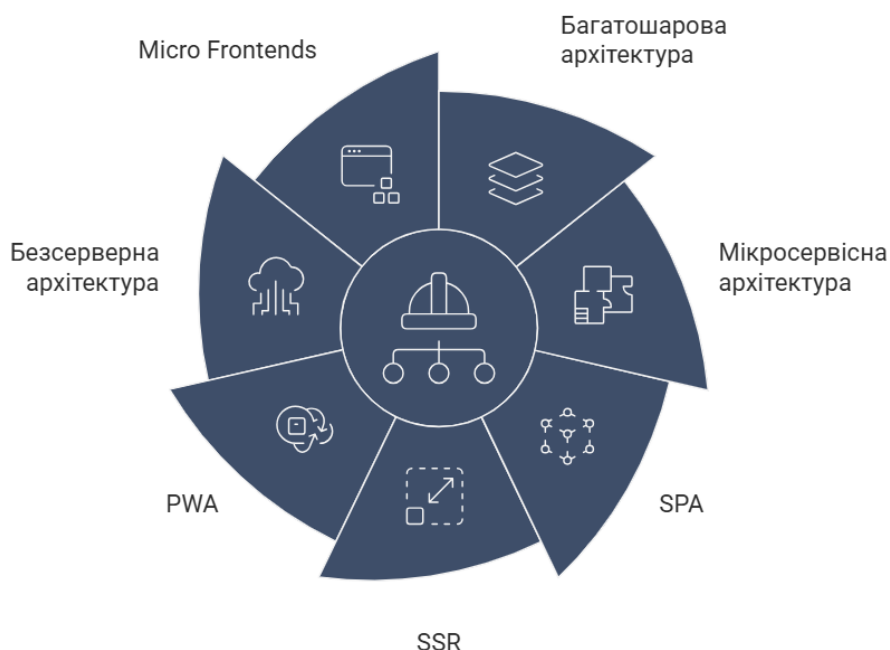 Micro Frontends
Багатошарова
архітектура
Безсерверна
архітектура
Мікросервісна
архітектура
PWA
SPA
SSR